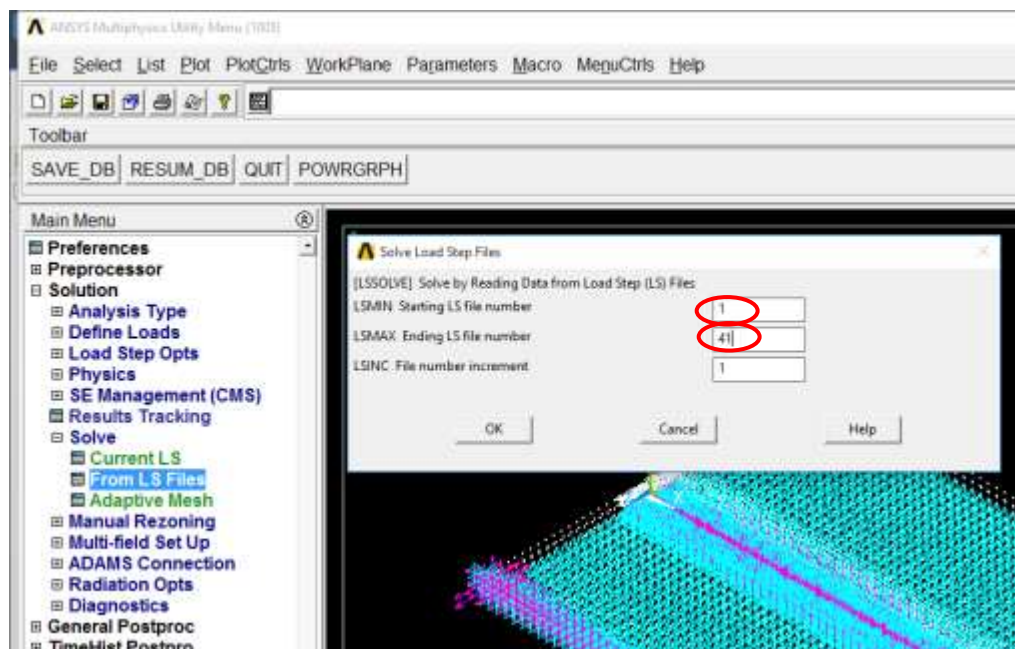 ANSYS Multiphysics Utility Menu (1003)
File Select List Plot PlotCtrls WorkPlane Parameters Macro MenuCtrls Help
Toolbar
SAVE_DB RESUM_DB QUIT POWRGRPH
Main Menu
Preferences
Preprocessor
Solution
Analysis Type
Define Loads
Load Step Opts
Physics
SE Management (CMS)
Results Tracking
Solve
Current LS
From LS Files
Adaptive Mesh
Manual Rezoning
Multi-field Set Up
ADAMS Connection
Radiation Opts
Diagnostics
General Postproc
TimeHist Postpro
Solve Load Step Files
[LSSOLVE] Solve by Reading Data from Load Step (LS) Files
LSMIN Starting LS file number 1
LSMAX Ending LS file number 41
LSINC File number increment 1
OK Cancel Help